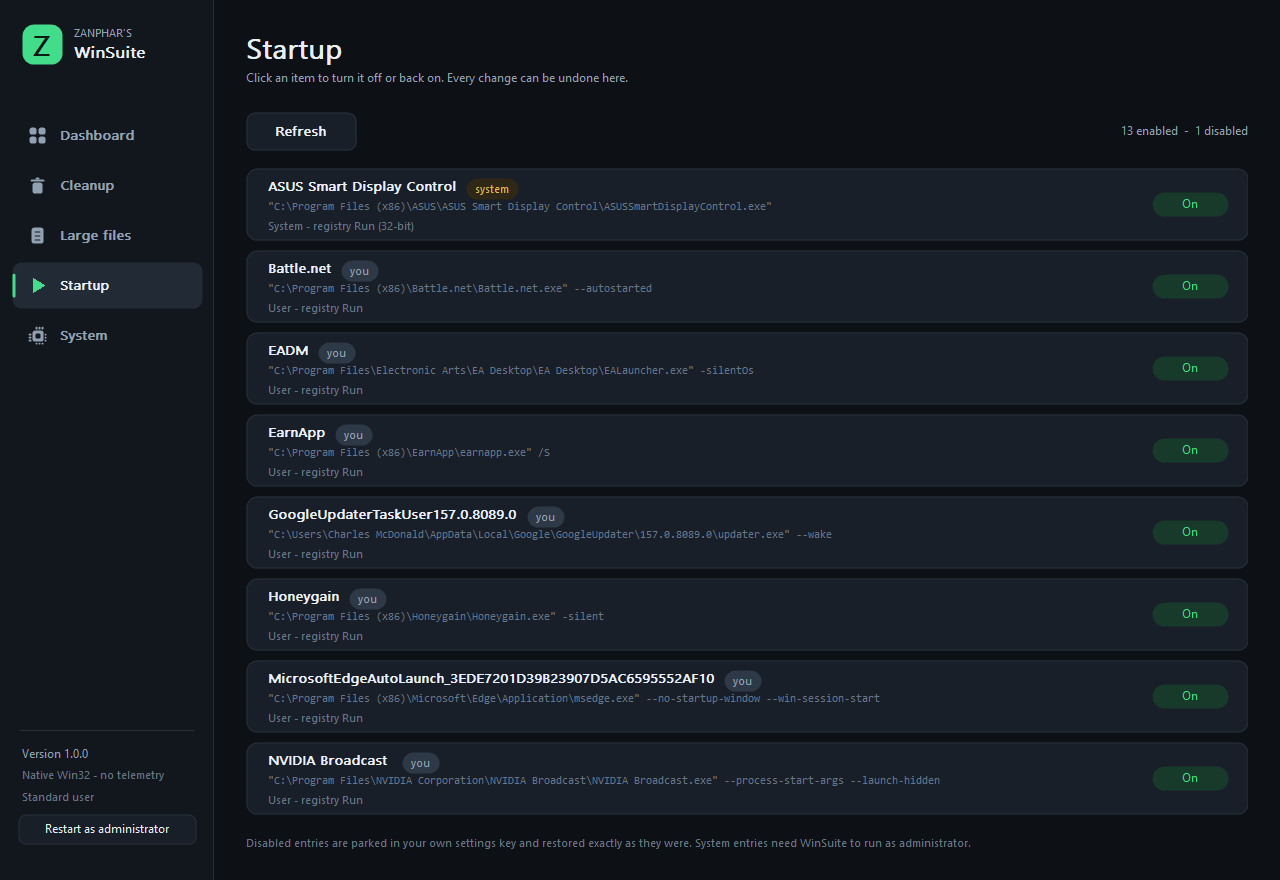 Z
ZANPHAR'S
WinSuite
Dashboard
Cleanup
Large files
Startup
System
Version 1.0.0
Native Win32 - no telemetry
Standard user
Restart as administrator
Startup
Click an item to turn it off or back on. Every change can be undone here.
Refresh
13 enabled - 1 disabled
ASUS Smart Display Control system
"C:\Program Files (x86)\ASUS\ASUS Smart Display Control\ASUSSmartDisplayControl.exe"
System - registry Run (32-bit)
On
Battle.net you
"C:\Program Files (x86)\Battle.net\Battle.net.exe" --autostarted
User - registry Run
On
EADM you
"C:\Program Files\Electronic Arts\EA Desktop\EA Desktop\EALauncher.exe" -silentOs
User - registry Run
On
EarnApp you
"C:\Program Files (x86)\EarnApp\earnapp.exe" /S
User - registry Run
On
GoogleUpdaterTaskUser157.0.8089.0 you
"C:\Users\Charles McDonald\AppData\Local\Google\GoogleUpdater\157.0.8089.0\updater.exe" --wake
User - registry Run
On
Honeygain you
"C:\Program Files (x86)\Honeygain\Honeygain.exe" -silent
User - registry Run
On
MicrosoftEdgeAutoLaunch_3EDE7201D39B23907D5AC6595552AF10 you
"C:\Program Files (x86)\Microsoft\Edge\Application\msedge.exe" --no-startup-window --win-session-start
User - registry Run
On
NVIDIA Broadcast you
"C:\Program Files\NVIDIA Corporation\NVIDIA Broadcast\NVIDIA Broadcast.exe" --process-start-args --launch-hidden
User - registry Run
On
Disabled entries are parked in your own settings key and restored exactly as they were. System entries need WinSuite to run as administrator.